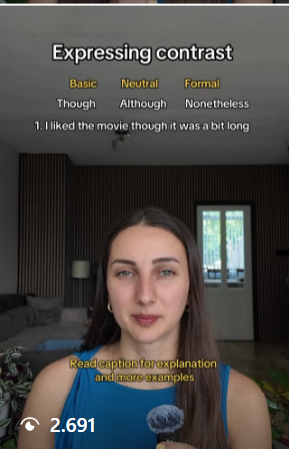 Expressing contrast
Basic Neutral Formal
Though Although Nonetheless
1. I liked the movie though it was a bit long
Read caption for explanation
and more examples
2.691